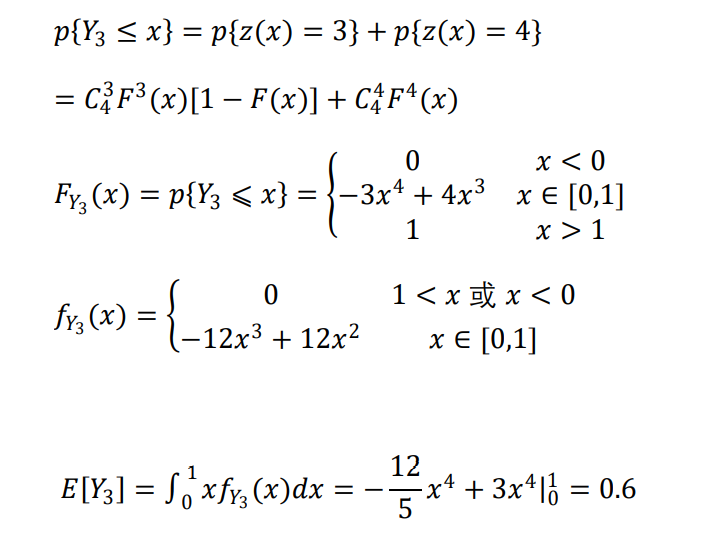 p{Y₃ ≤ x} = p{z(x) = 3} + p{z(x) = 4}
= C₄³F³(x)[1 − F(x)] + C₄⁴F⁴(x)
0 x < 0
F_{Y₃}(x) = p{Y₃ ⩽ x} = { −3x⁴ + 4x³ x ∈ [0,1]
1 x > 1
0 1 < x 或 x < 0
f_{Y₃}(x) = {
−12x³ + 12x² x ∈ [0,1]
E[Y₃] = ∫₀¹ x f_{Y₃}(x)dx = −12/5 x⁴ + 3x⁴|₀¹ = 0.6